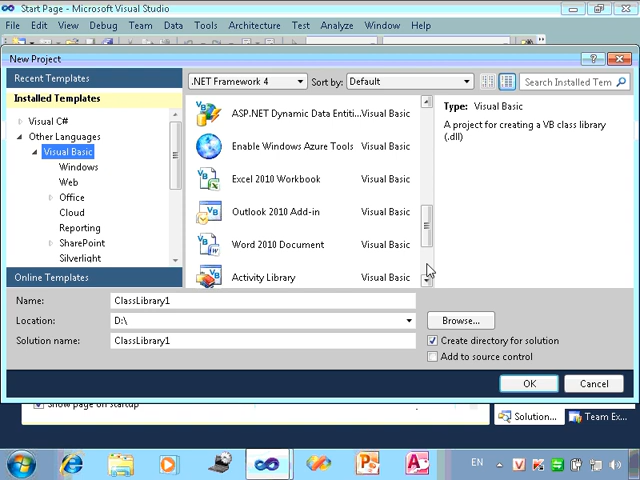 Start Page - Microsoft Visual Studio
File Edit View Debug Team Data Tools Architecture Test Analyze Window Help
New Project
Recent Templates
Installed Templates
Visual C#
Other Languages
Visual Basic
Windows
Web
Office
Cloud
Reporting
SharePoint
Silverlight
Online Templates
.NET Framework 4 Sort by: Default Search Installed Tem
ASP.NET Dynamic Data Entiti... Visual Basic
Enable Windows Azure Tools Visual Basic
Excel 2010 Workbook Visual Basic
Outlook 2010 Add-in Visual Basic
Word 2010 Document Visual Basic
Activity Library Visual Basic
Type: Visual Basic
A project for creating a VB class library
(.dll)
Name: ClassLibrary1
Location: D:\ Browse...
Solution name: ClassLibrary1
Create directory for solution
Add to source control
OK Cancel
Show page on startup
Solution... Team Ex...
EN